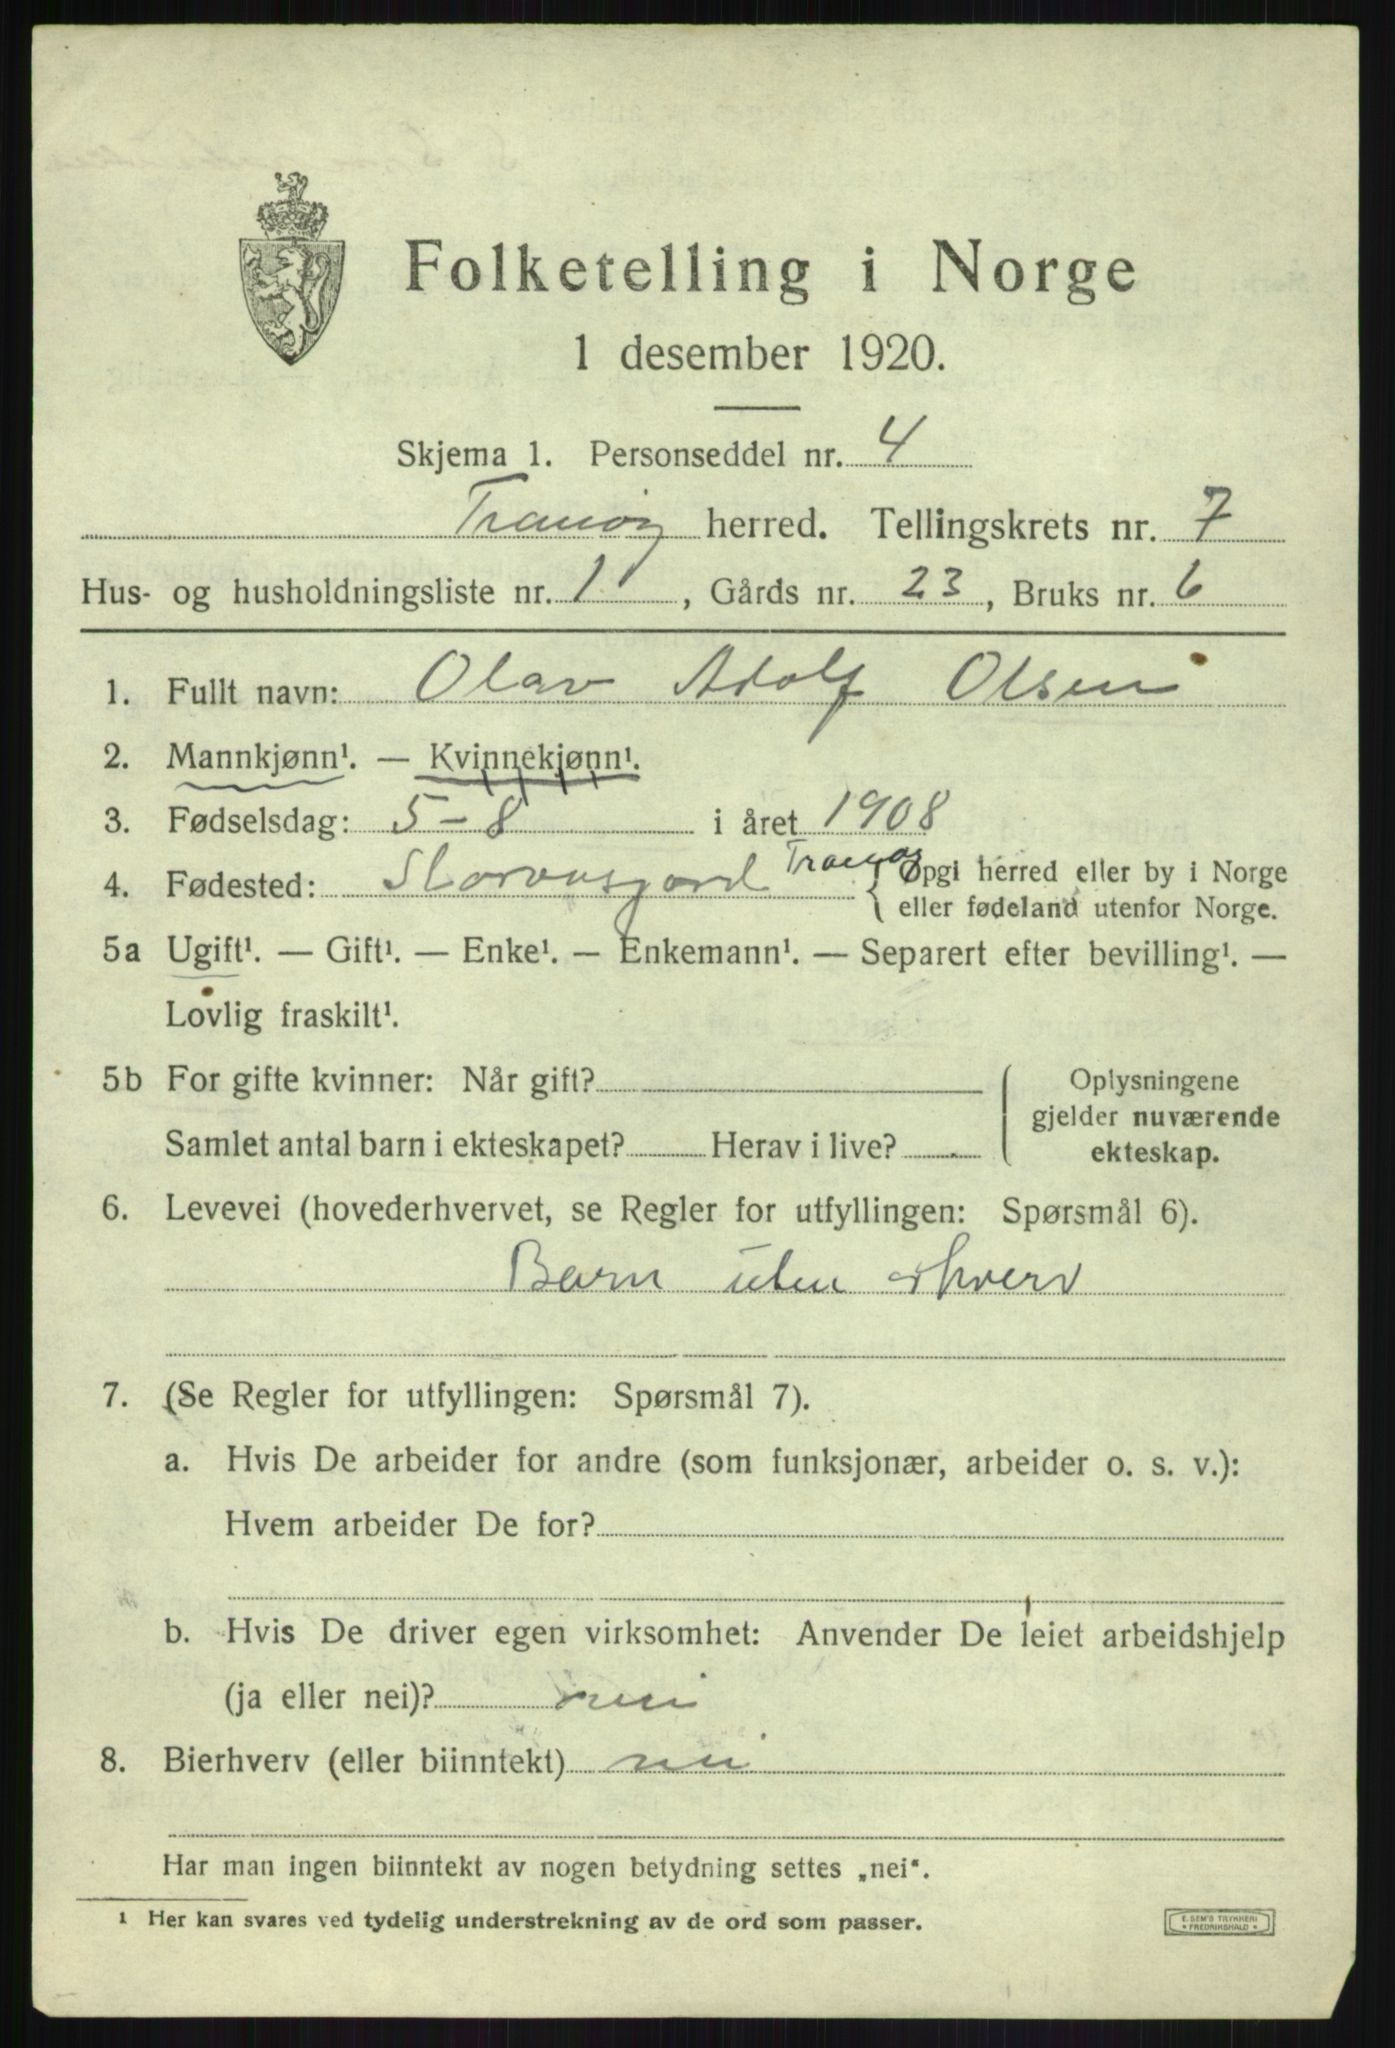 Folketelling i Norge
1 desember 1920.
Skjema 1. Personseddel nr. 4
Tranøy herred. Tellingskrets nr. 7
Hus- og husholdningsliste nr. 1, Gårds nr. 23, Bruks nr. 6
1. Fullt navn: Olav Adolf Olsen
2. Mannkjønn¹. — Kvinnekjønn¹.
3. Fødselsdag: 5-8 i året 1908
4. Fødested: Tranøy { Opgi herred eller by i Norge
eller fødeland utenfor Norge.
5a Ugift¹. — Gift¹. — Enke¹. — Enkemann¹. — Separert efter bevilling¹. —
Lovlig fraskilt¹.
5b For gifte kvinner: Når gift?
Samlet antal barn i ekteskapet? Herav i live?
Oplysningene
gjelder nuværende
ekteskap.
6. Levevei (hovederhvervet, se Regler for utfyllingen: Spørsmål 6).
Barn uten erhverv
7. (Se Regler for utfyllingen: Spørsmål 7).
a. Hvis De arbeider for andre (som funksjonær, arbeider o. s. v.):
Hvem arbeider De for?
b. Hvis De driver egen virksomhet: Anvender De leiet arbeidshjelp
(ja eller nei)? nei
8. Bierhverv (eller biinntekt) nei
Har man ingen biinntekt av nogen betydning settes „nei“.
¹ Her kan svares ved tydelig understrekning av de ord som passer.
E. SEM'S TRYKKERI
* FREDRIKSHALD *